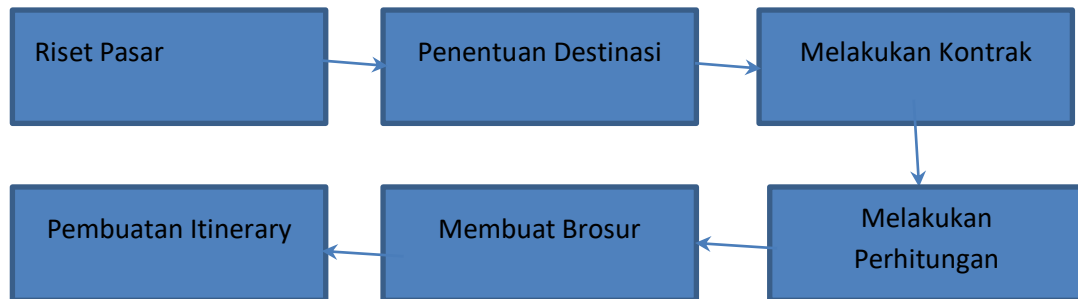 Riset Pasar
Penentuan Destinasi
Melakukan Kontrak
Pembuatan Itinerary
Membuat Brosur
Melakukan
Perhitungan